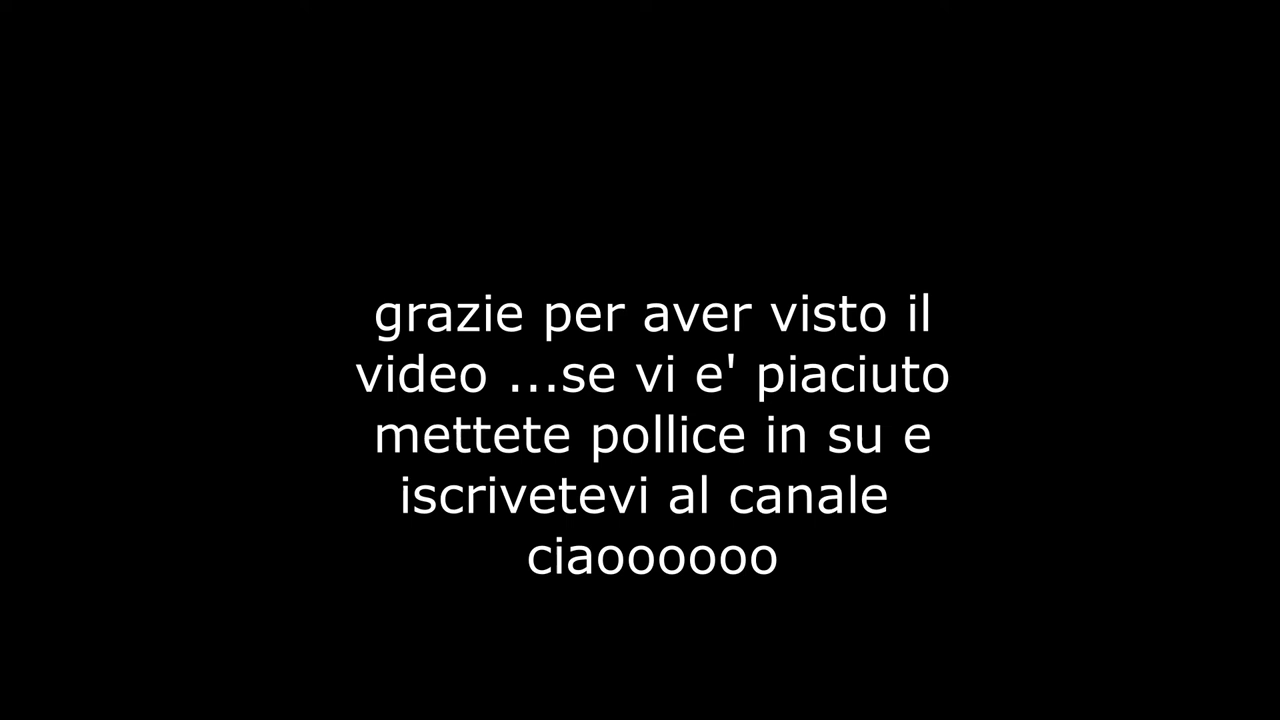 grazie per aver visto il
video ...se vi e' piaciuto
mettete pollice in su e
iscrivetevi al canale
ciaoooooo